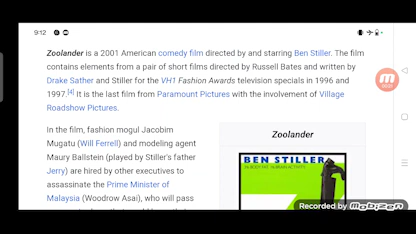 9:12
Zoolander is a 2001 American comedy film directed by and starring Ben Stiller. The film
contains elements from a pair of short films directed by Russell Bates and written by
Drake Sather and Stiller for the VH1 Fashion Awards television specials in 1996 and
1997.[4] It is the last film from Paramount Pictures with the involvement of Village
Roadshow Pictures.
In the film, fashion mogul Jacobim
Mugatu (Will Ferrell) and modeling agent
Maury Ballstein (played by Stiller's father
Jerry) are hired by other executives to
assassinate the Prime Minister of
Malaysia (Woodrow Asai), who will pass
Zoolander
BEN STILLER
Recorded by Mobizen